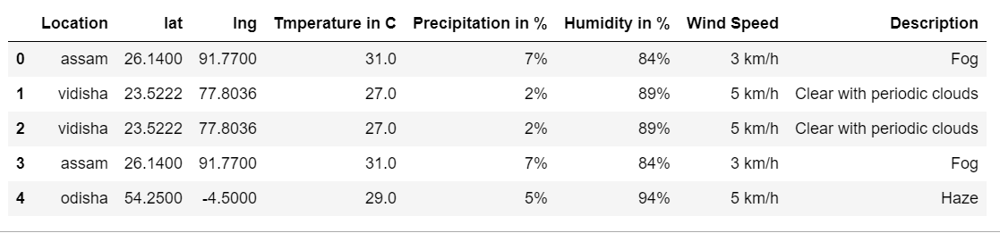 Location lat lng Tmperature in C Precipitation in % Humidity in % Wind Speed Description
0 assam 26.1400 91.7700 31.0 7% 84% 3 km/h Fog
1 vidisha 23.5222 77.8036 27.0 2% 89% 5 km/h Clear with periodic clouds
2 vidisha 23.5222 77.8036 27.0 2% 89% 5 km/h Clear with periodic clouds
3 assam 26.1400 91.7700 31.0 7% 84% 3 km/h Fog
4 odisha 54.2500 -4.5000 29.0 5% 94% 5 km/h Haze